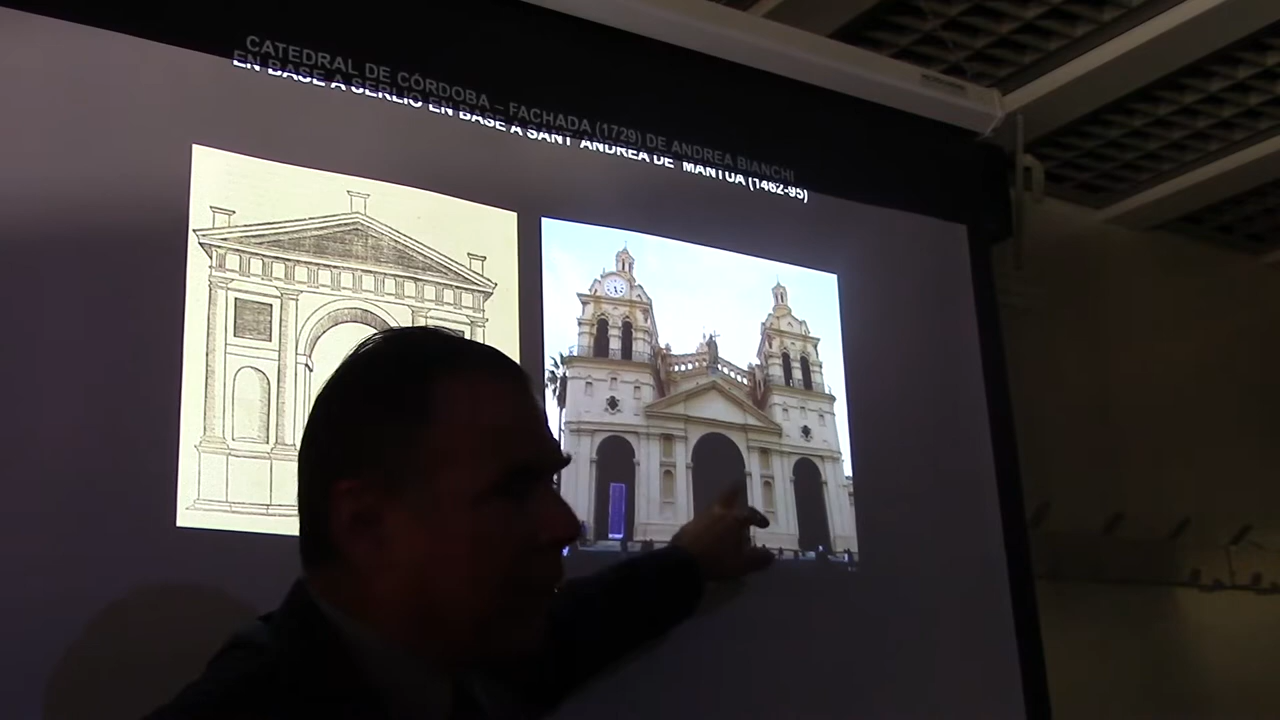 CATEDRAL DE CÓRDOBA – FACHADA (1729) DE ANDREA BIANCHI
EN BASE A SERLIO EN BASE A SANT´ANDREA DE MANTUA (1462-95)